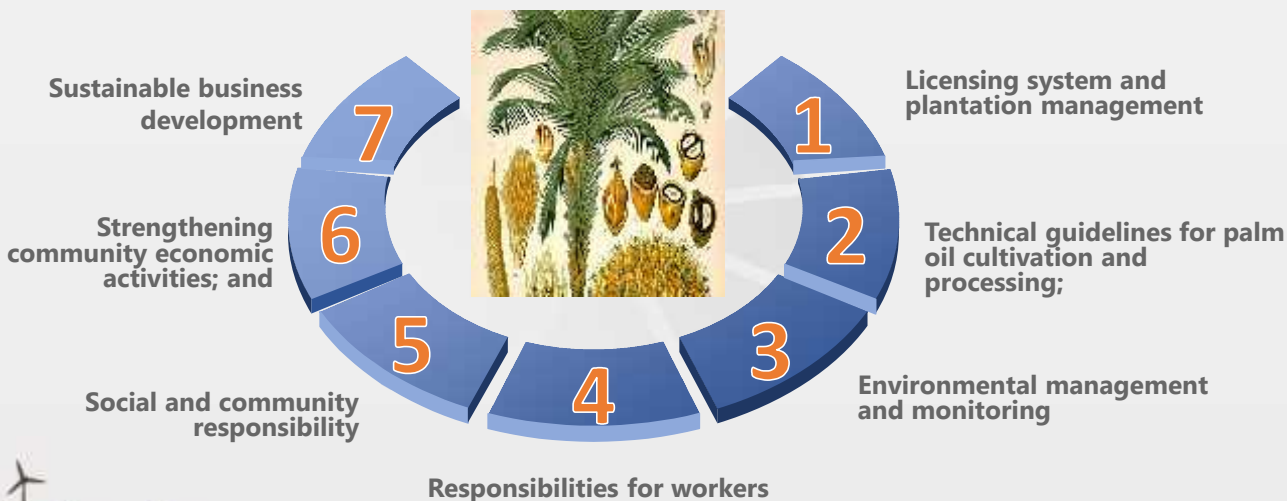 1
Licensing system and
plantation management
2
Technical guidelines for palm
oil cultivation and
processing;
3
Environmental management
and monitoring
4
Responsibilities for workers
5
Social and community
responsibility
6
Strengthening
community economic
activities; and
7
Sustainable business
development